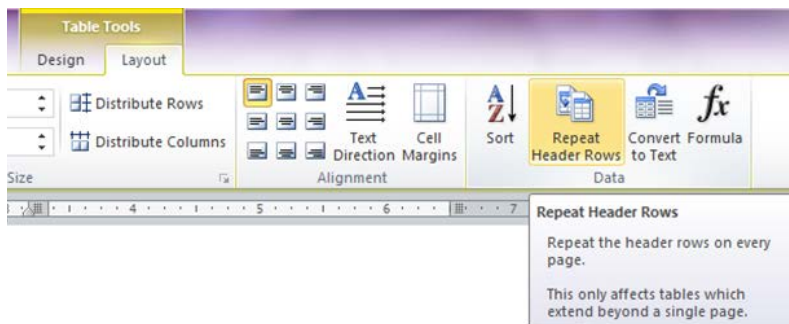 Table Tools
Design Layout
Distribute Rows
Distribute Columns
Size
Text
Direction
Cell
Margins
Alignment
Sort
Repeat
Header Rows
Convert
to Text
Formula
Data
4 5 6 7
Repeat Header Rows
Repeat the header rows on every
page.
This only affects tables which
extend beyond a single page.